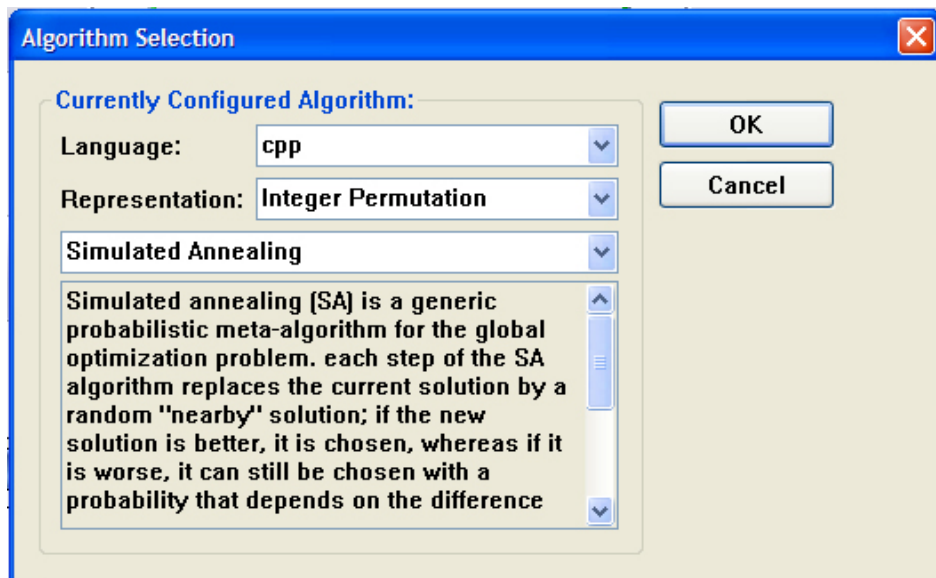 Algorithm Selection
Currently Configured Algorithm:
Language:
cpp
Representation:
Integer Permutation
Simulated Annealing
Simulated annealing (SA) is a generic
probabilistic meta-algorithm for the global
optimization problem. each step of the SA
algorithm replaces the current solution by a
random "nearby" solution; if the new
solution is better, it is chosen, whereas if it
is worse, it can still be chosen with a
probability that depends on the difference
OK
Cancel